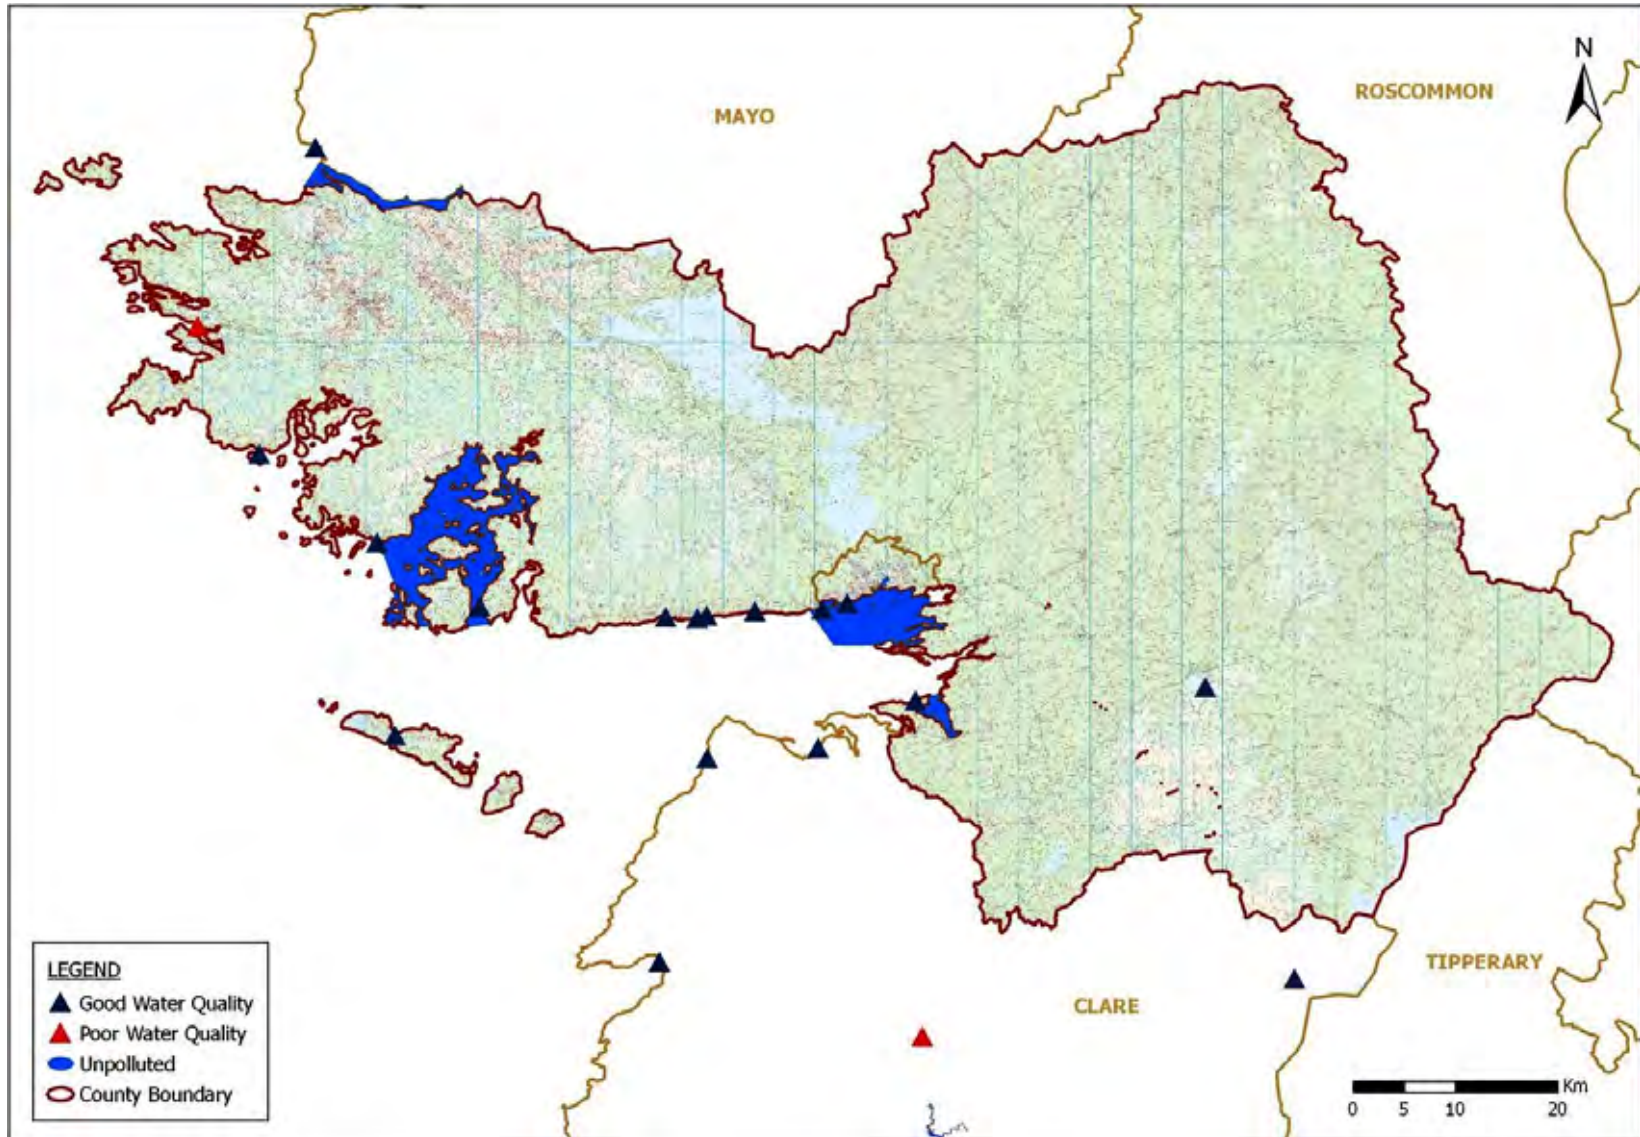 N
ROSCOMMON
MAYO
TIPPERARY
CLARE
LEGEND
Good Water Quality
Poor Water Quality
Unpolluted
County Boundary
Km
0 5 10 20